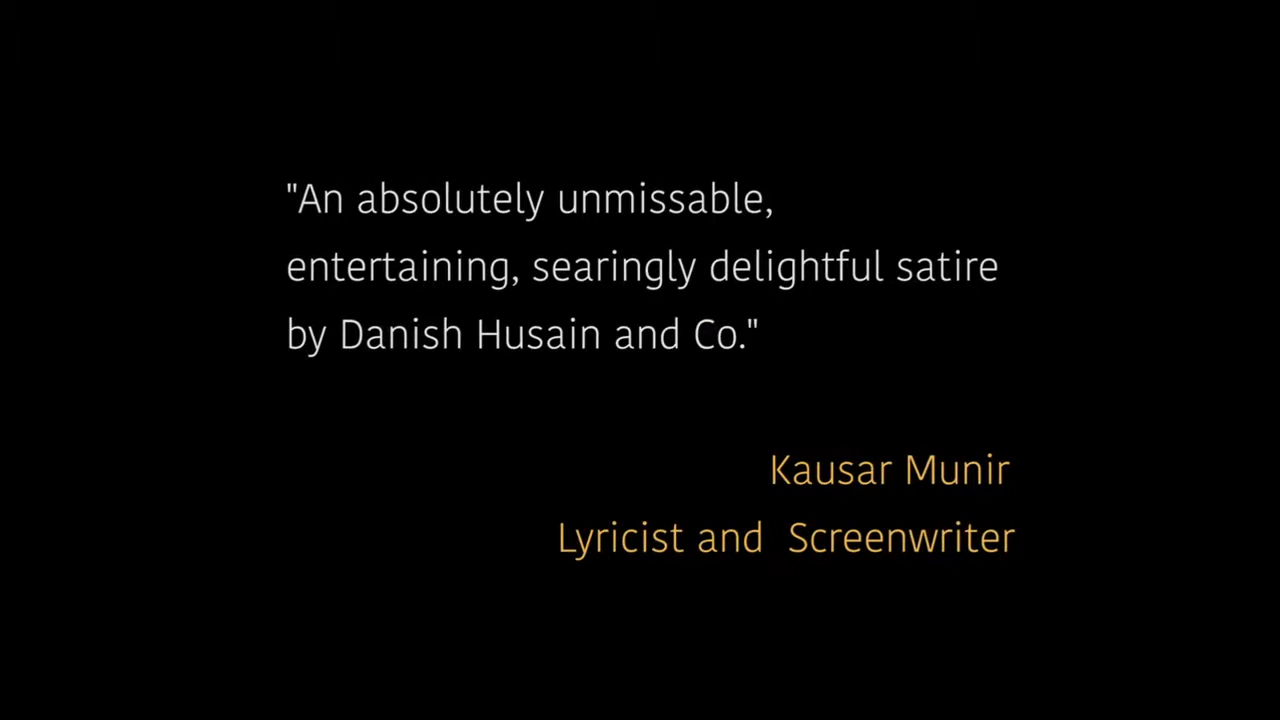 "An absolutely unmissable,
entertaining, searingly delightful satire
by Danish Husain and Co."
Kausar Munir
Lyricist and  Screenwriter